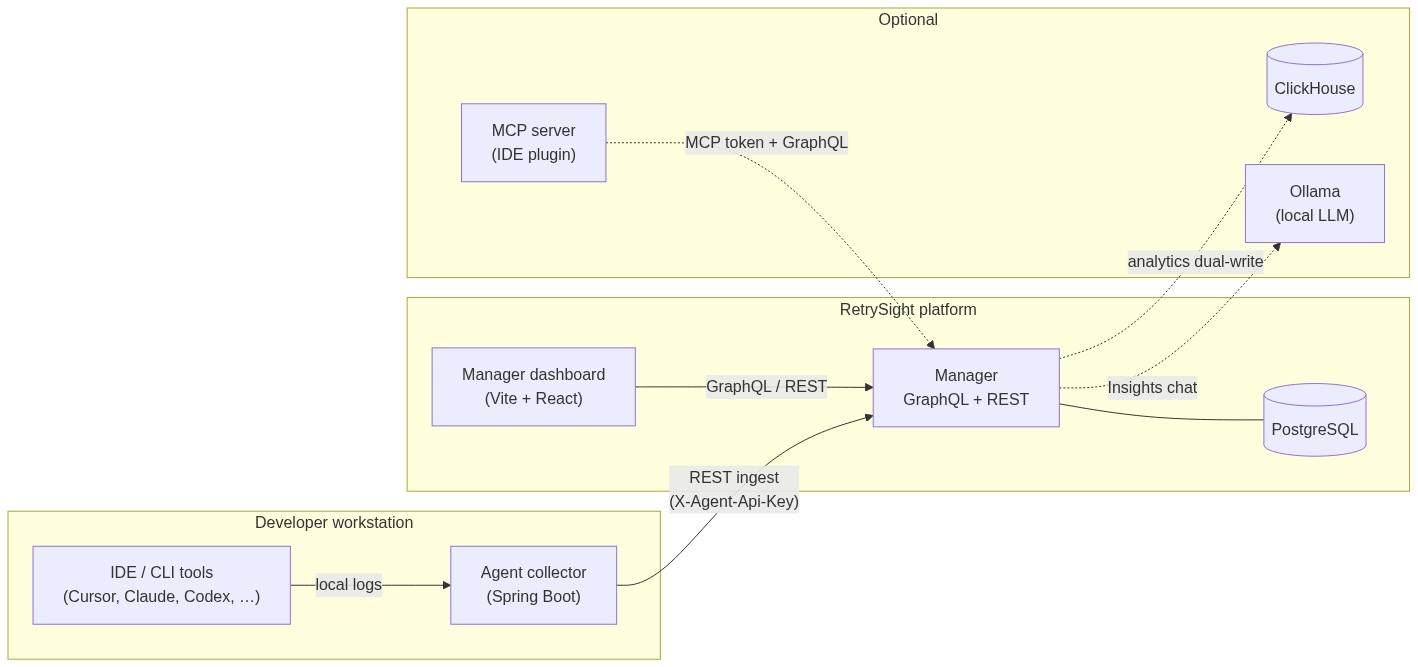 Optional
ClickHouse
MCP server
(IDE plugin)
MCP token + GraphQL
Ollama
(local LLM)
analytics dual-write
RetrySight platform
Manager dashboard
(Vite + React)
GraphQL / REST
Manager
GraphQL + REST
Insights chat
PostgreSQL
REST ingest
(X-Agent-Api-Key)
Developer workstation
IDE / CLI tools
(Cursor, Claude, Codex, …)
local logs
Agent collector
(Spring Boot)